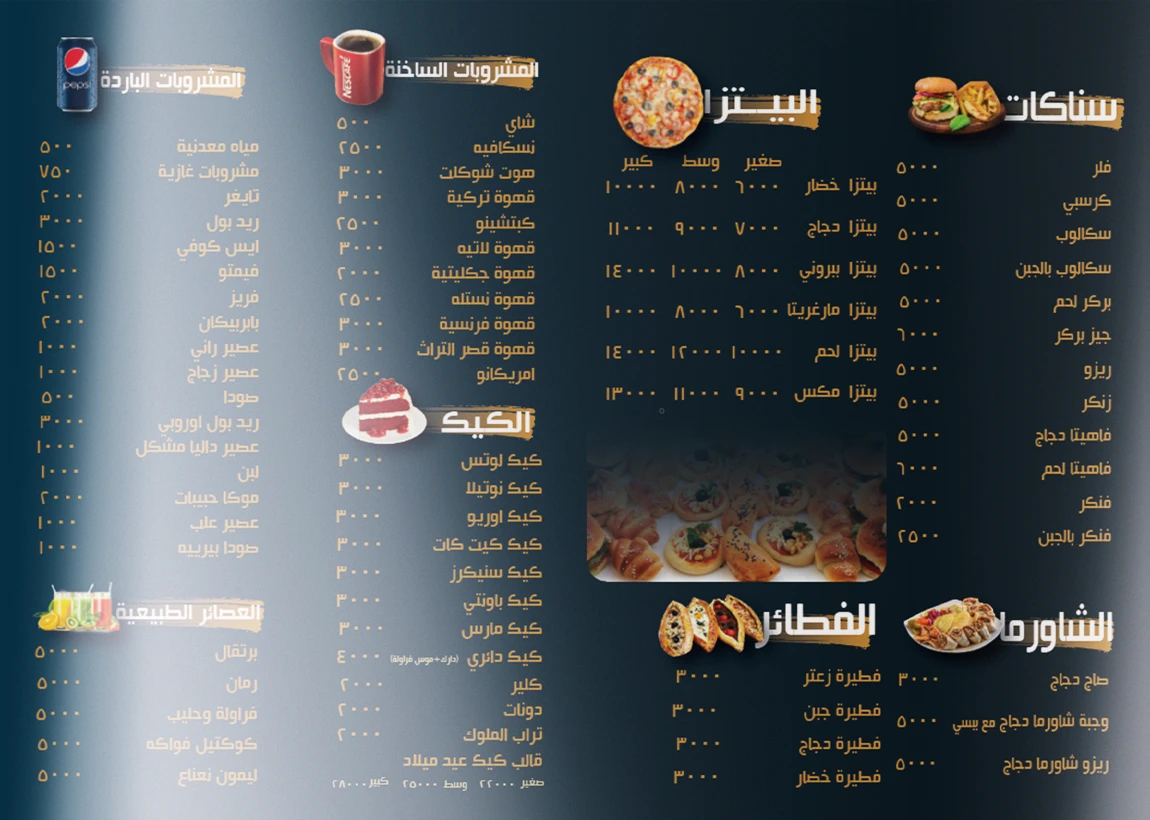 سناكات
فلر ٥٠٠٠
كرسبي ٥٠٠٠
سكالوب ٥٠٠٠
سكالوب بالجبن ٥٠٠٠
بركر لحم ٥٠٠٠
جيز بركر ٦٠٠٠
ريزو ٥٠٠٠
زنكر ٥٠٠٠
فاهيتا دجاج ٥٠٠٠
فاهيتا لحم ٦٠٠٠
فنكر ٢٠٠٠
فنكر بالجبن ٢٥٠٠
الشاورما
صاج دجاج ٣٠٠٠
وجبة شاورما دجاج مع بيبسي ٥٠٠٠
ريزو شاورما دجاج ٥٠٠٠
البيتزا
صغير وسط كبير
بيتزا خضار ٦٠٠٠ ٨٠٠٠ ١٠٠٠٠
بيتزا دجاج ٧٠٠٠ ٩٠٠٠ ١١٠٠٠
بيتزا ببروني ٨٠٠٠ ١٠٠٠٠ ١٤٠٠٠
بيتزا مارغريتا ٦٠٠٠ ٨٠٠٠ ١٠٠٠٠
بيتزا لحم ١٠٠٠٠ ١٢٠٠٠ ١٤٠٠٠
بيتزا مكس ٩٠٠٠ ١١٠٠٠ ١٣٠٠٠
الفطائر
فطيرة زعتر ٣٠٠٠
فطيرة جبن ٣٠٠٠
فطيرة دجاج ٣٠٠٠
فطيرة خضار ٣٠٠٠
المشروبات الساخنة
NESCAFÉ
شاي ٥٠٠
نسكافيه ٢٥٠٠
هوت شوكلت ٣٠٠٠
قهوة تركية ٣٠٠٠
كبتشينو ٢٥٠٠
قهوة لاتيه ٣٠٠٠
قهوة جكليتية ٢٠٠٠
قهوة نستله ٢٥٠٠
قهوة فرنسية ٣٠٠٠
قهوة قصر التراث ٣٠٠٠
امريكانو ٢٥٠٠
الكيك
كيك لوتس ٣٠٠٠
كيك نوتيلا ٣٠٠٠
كيك اوريو ٣٠٠٠
كيك كيت كات ٣٠٠٠
كيك سنيكرز ٣٠٠٠
كيك باونتي ٣٠٠٠
كيك مارس ٣٠٠٠
كيك دائري (دارك+موس فراولة) ٤٠٠٠
كلير ٢٠٠٠
دونات ٢٠٠٠
تراب الملوك ٢٠٠٠
قالب كيك عيد ميلاد
صغير ٢٢٠٠٠ وسط ٢٥٠٠٠ كبير ٢٨٠٠٠
المشروبات الباردة
pepsi
مياه معدنية ٥٠٠
مشروبات غازية ٧٥٠
تايغر ٢٠٠٠
ريد بول ٣٠٠٠
ايس كوفي ١٥٠٠
فيمتو ١٥٠٠
فريز ٢٠٠٠
بابربيكان ٢٠٠٠
عصير راني ١٠٠٠
عصير زجاج ١٠٠٠
صودا ٥٠٠
ريد بول اوروبي ٣٠٠٠
عصير داليا مشكل ١٠٠٠
لبن ١٠٠٠
موكا حبيبات ٢٠٠٠
عصير علب ١٠٠٠
صودا بيرييه ١٠٠٠
العصائر الطبيعية
برتقال ٥٠٠٠
رمان ٥٠٠٠
فراولة وحليب ٥٠٠٠
كوكتيل فواكه ٥٠٠٠
ليمون نعناع ٥٠٠٠